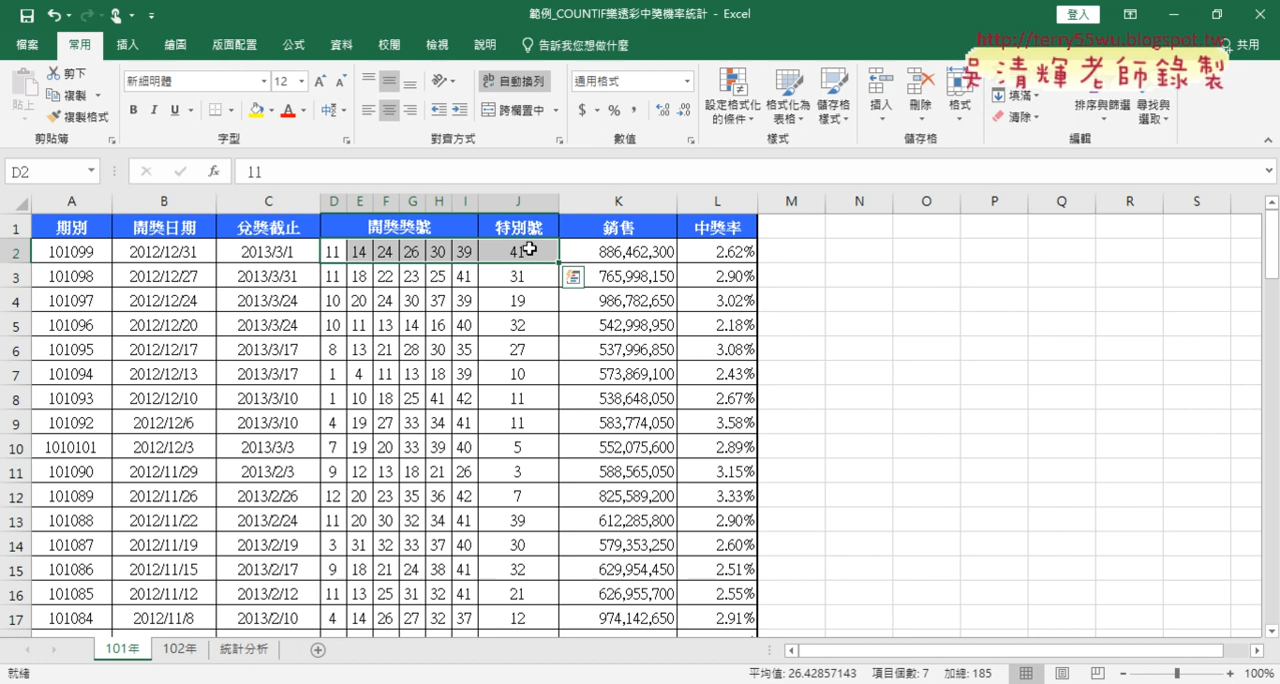 範例_COUNTIF樂透彩中獎機率統計 - Excel
登入
http://terry55wu.blogspot.tw
吳清輝老師錄製
檔案 常用 插入 繪圖 版面配置 公式 資料 校閱 檢視 說明 告訴我您想做什麼 共用
貼上 剪下 複製 複製格式 剪貼簿
新細明體 12 B I U 中 字型
自動換列 跨欄置中 對齊方式
通用格式 $ % , 數值
設定格式化的條件 格式化為表格 儲存格樣式 樣式
插入 刪除 格式 儲存格
填滿 清除 排序與篩選 尋找與選取 編輯
D2 fx 11
A B C D E F G H I J K L M N O P Q R S
1 期別 開獎日期 兌獎截止 開獎獎號 特別號 銷售 中獎率
2 101099 2012/12/31 2013/3/1 11 14 24 26 30 39 41 886,462,300 2.62%
3 101098 2012/12/27 2013/3/31 11 18 22 23 25 41 31 765,998,150 2.90%
4 101097 2012/12/24 2013/3/24 10 20 24 30 37 39 19 986,782,650 3.02%
5 101096 2012/12/20 2013/3/24 10 11 13 14 16 40 32 542,998,950 2.18%
6 101095 2012/12/17 2013/3/17 8 13 21 28 30 35 27 537,996,850 3.08%
7 101094 2012/12/13 2013/3/17 1 4 11 13 18 39 10 573,869,100 2.43%
8 101093 2012/12/10 2013/3/10 1 10 18 25 41 42 11 538,648,050 2.67%
9 101092 2012/12/6 2013/3/10 4 19 27 33 34 41 11 583,774,050 3.58%
10 1010101 2012/12/3 2013/3/3 7 19 20 33 39 40 5 552,075,600 2.89%
11 101090 2012/11/29 2013/2/3 9 12 13 18 21 26 3 588,565,050 3.15%
12 101089 2012/11/26 2013/2/26 12 20 23 35 36 42 7 825,589,200 3.33%
13 101088 2012/11/22 2013/2/24 11 20 30 32 34 41 39 612,285,800 2.90%
14 101087 2012/11/19 2013/2/19 3 31 32 33 37 40 30 579,353,250 2.60%
15 101086 2012/11/15 2013/2/17 9 18 21 24 38 41 32 629,954,450 2.51%
16 101085 2012/11/12 2013/2/12 11 13 25 31 32 41 21 626,955,700 2.55%
17 101084 2012/11/8 2013/2/10 4 14 26 27 32 37 12 974,142,650 2.91%
101年 102年 統計分析
就緒 平均值: 26.42857143 項目個數: 7 加總: 185 100%